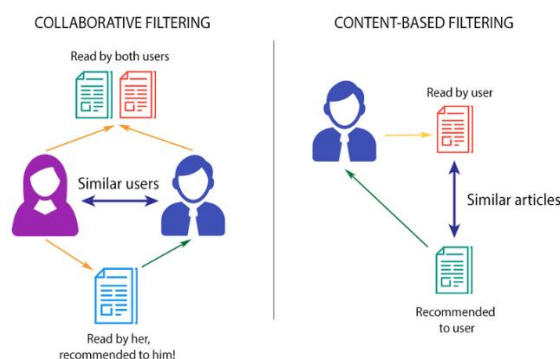 COLLABORATIVE FILTERING
Read by both users
Similar users
Read by her,
recommended to him!
CONTENT-BASED FILTERING
Read by user
Similar articles
Recommended
to user